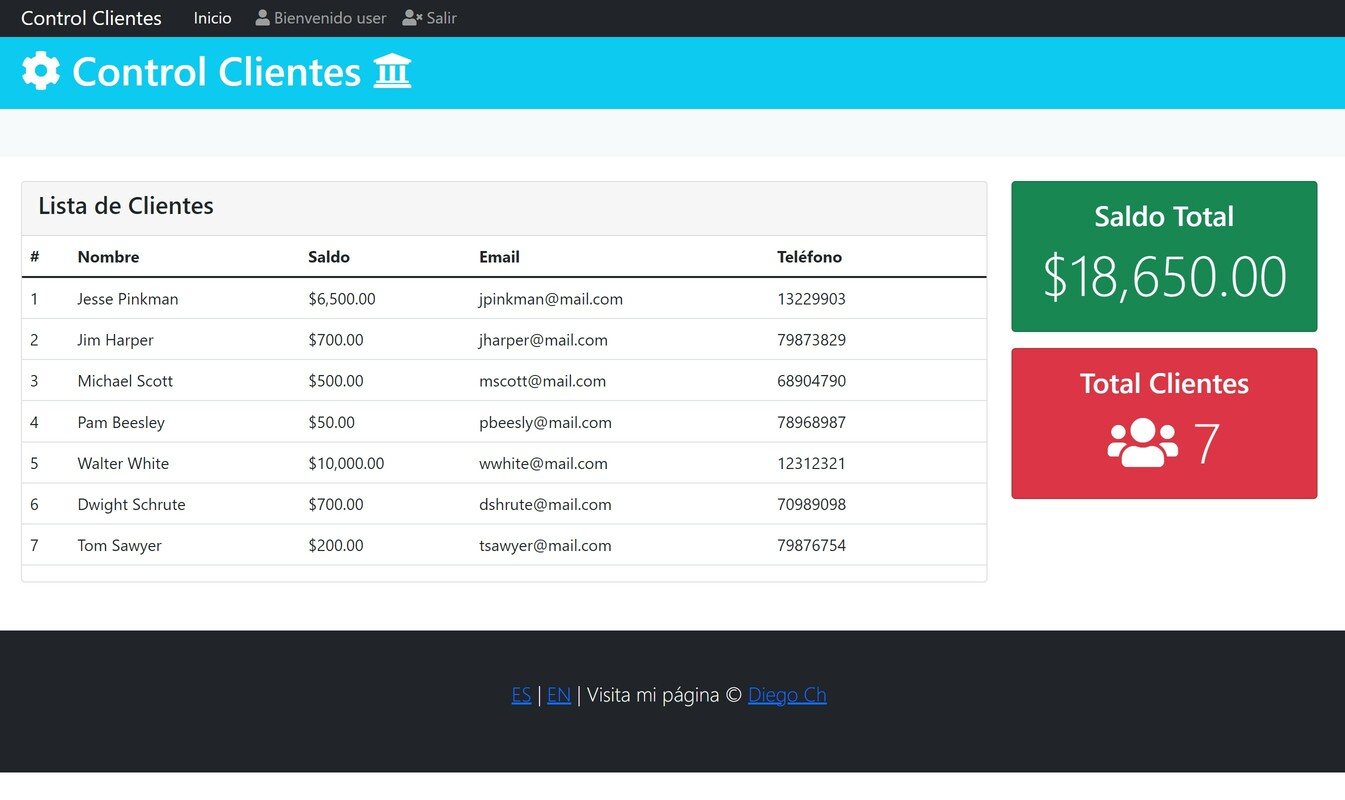 Control Clientes Inicio Bienvenido user Salir
Control Clientes
Lista de Clientes
# Nombre Saldo Email Teléfono
1 Jesse Pinkman $6,500.00 jpinkman@mail.com 13229903
2 Jim Harper $700.00 jharper@mail.com 79873829
3 Michael Scott $500.00 mscott@mail.com 68904790
4 Pam Beesley $50.00 pbeesly@mail.com 78968987
5 Walter White $10,000.00 wwhite@mail.com 12312321
6 Dwight Schrute $700.00 dshrute@mail.com 70989098
7 Tom Sawyer $200.00 tsawyer@mail.com 79876754
Saldo Total
$18,650.00
Total Clientes
7
ES | EN | Visita mi página © Diego Ch